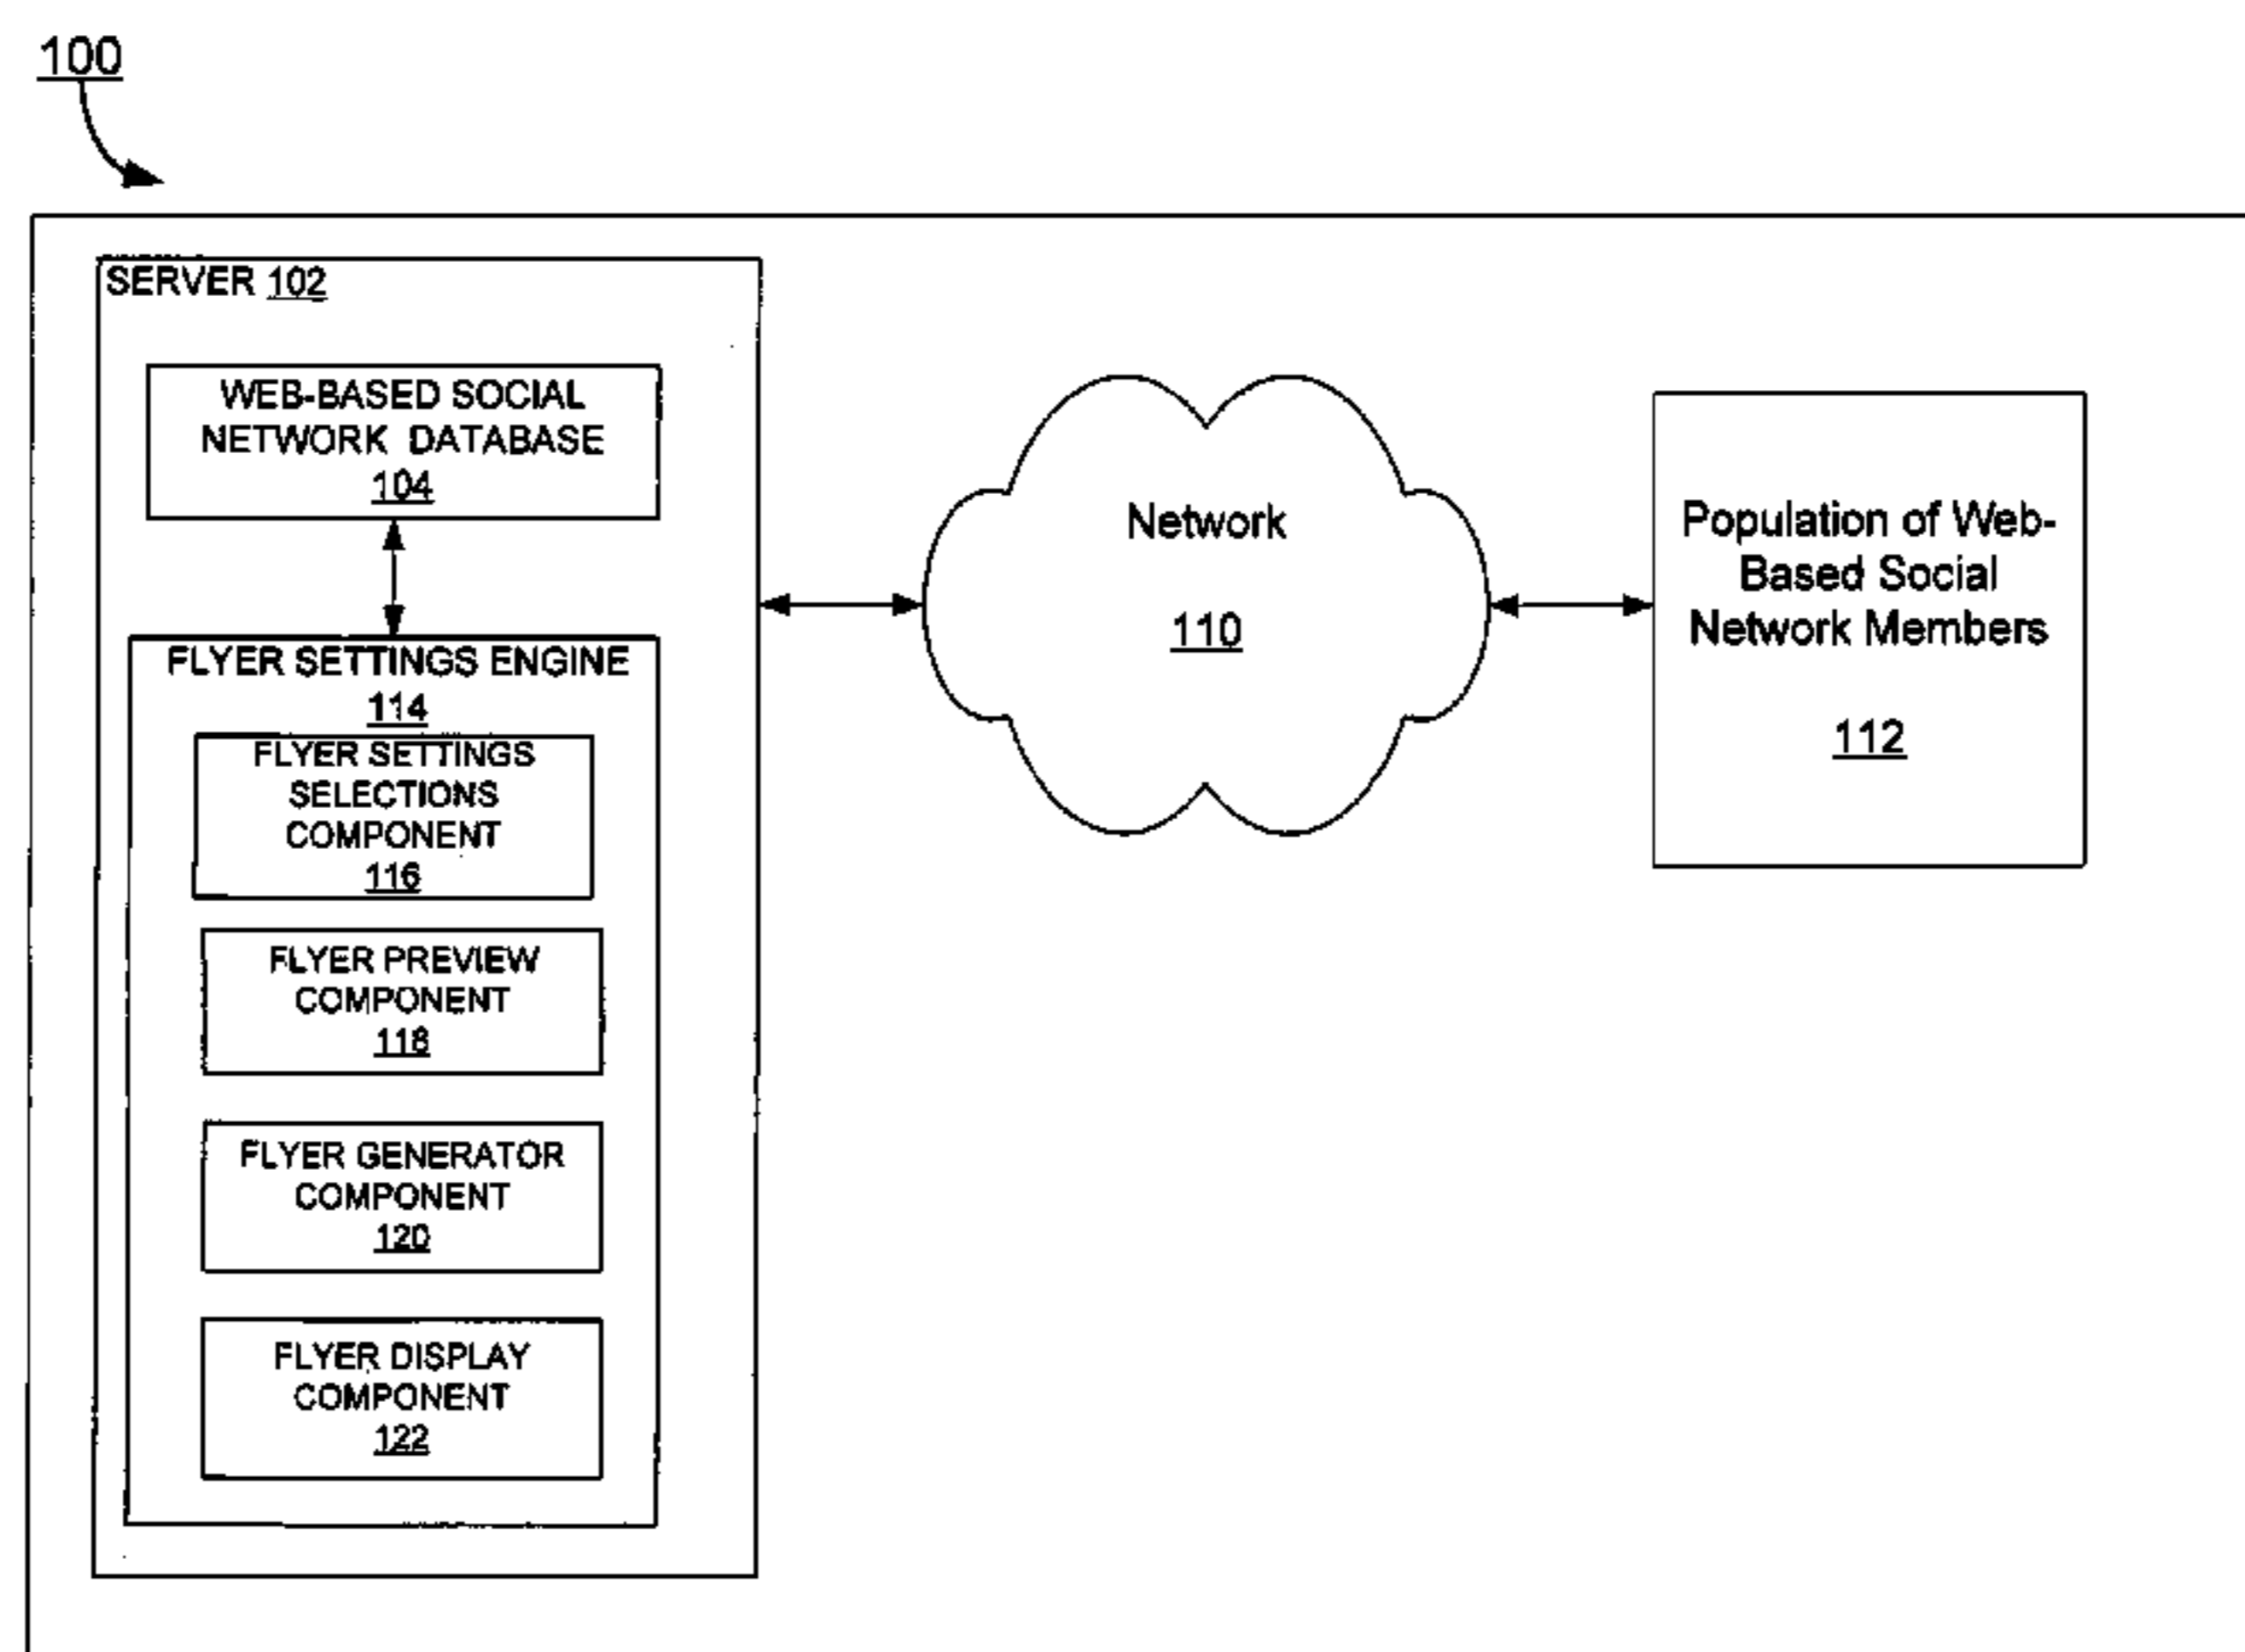 100
SERVER 102
WEB-BASED SOCIAL
NETWORK DATABASE
104
FLYER SETTINGS ENGINE
114
FLYER SETTINGS
SELECTIONS
COMPONENT
116
FLYER PREVIEW
COMPONENT
118
FLYER GENERATOR
COMPONENT
120
FLYER DISPLAY
COMPONENT
122
Network
110
Population of Web-
Based Social
Network Members
112